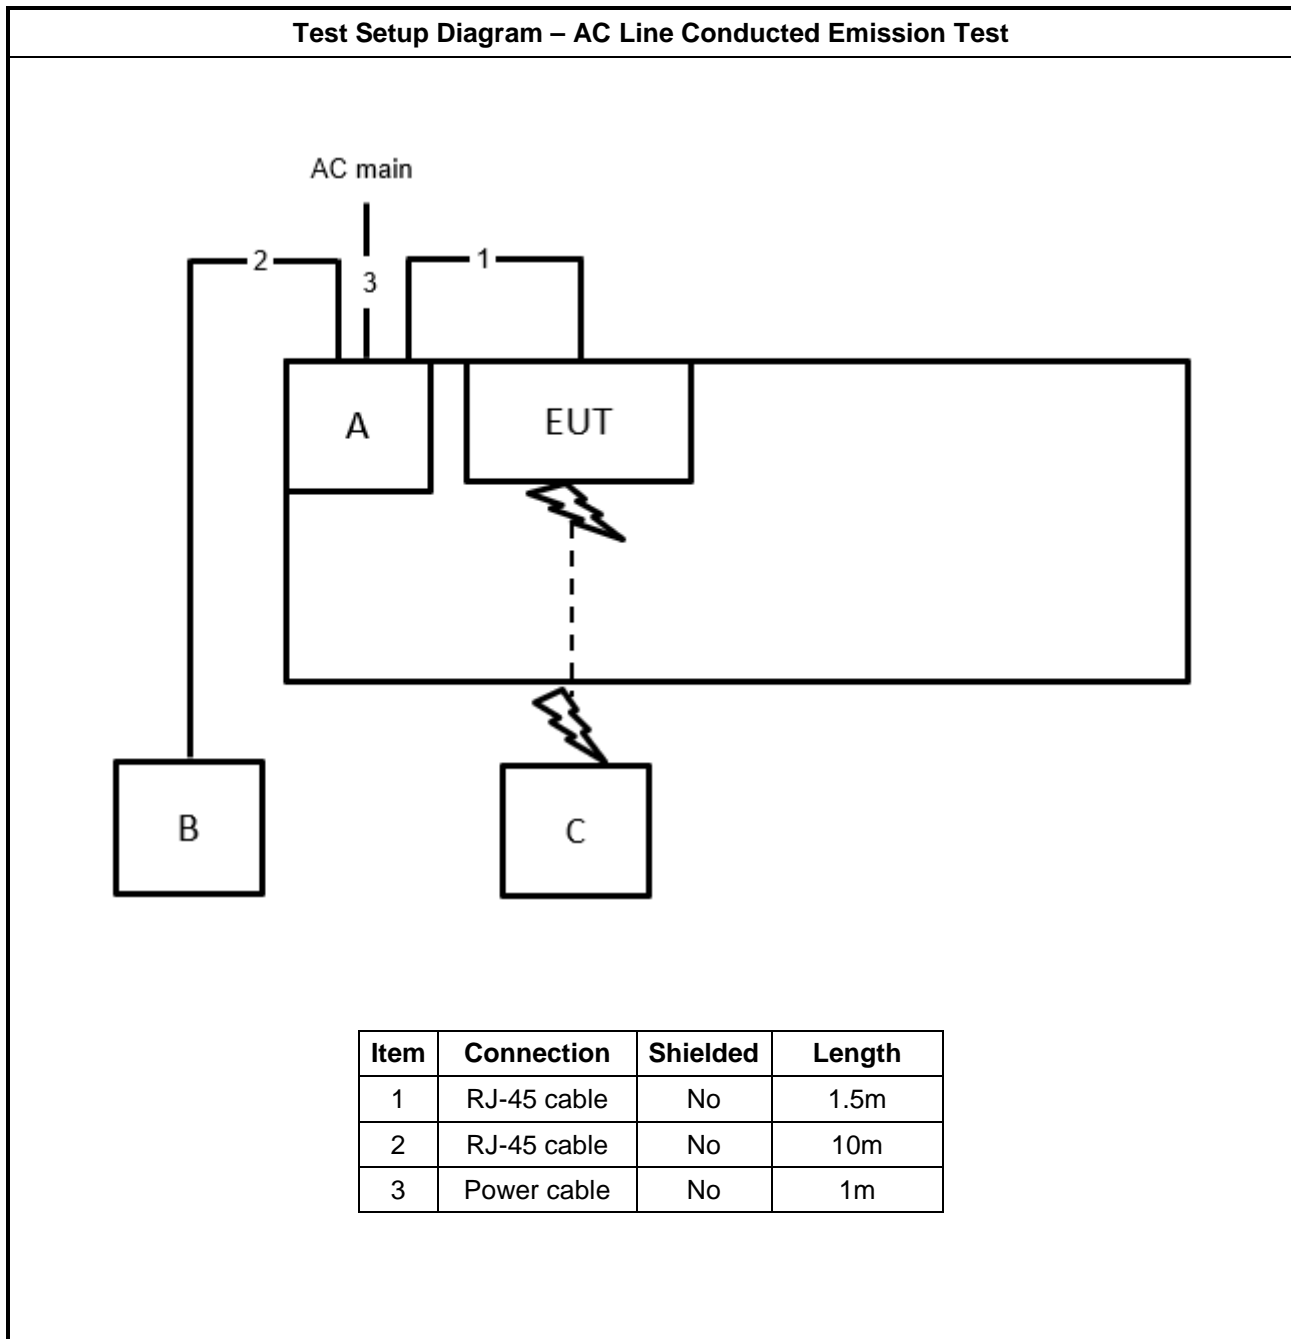 Test Setup Diagram – AC Line Conducted Emission Test
AC main
2
1
3
A
EUT
B
C
Item Connection Shielded Length
1 RJ-45 cable No 1.5m
2 RJ-45 cable No 10m
3 Power cable No 1m